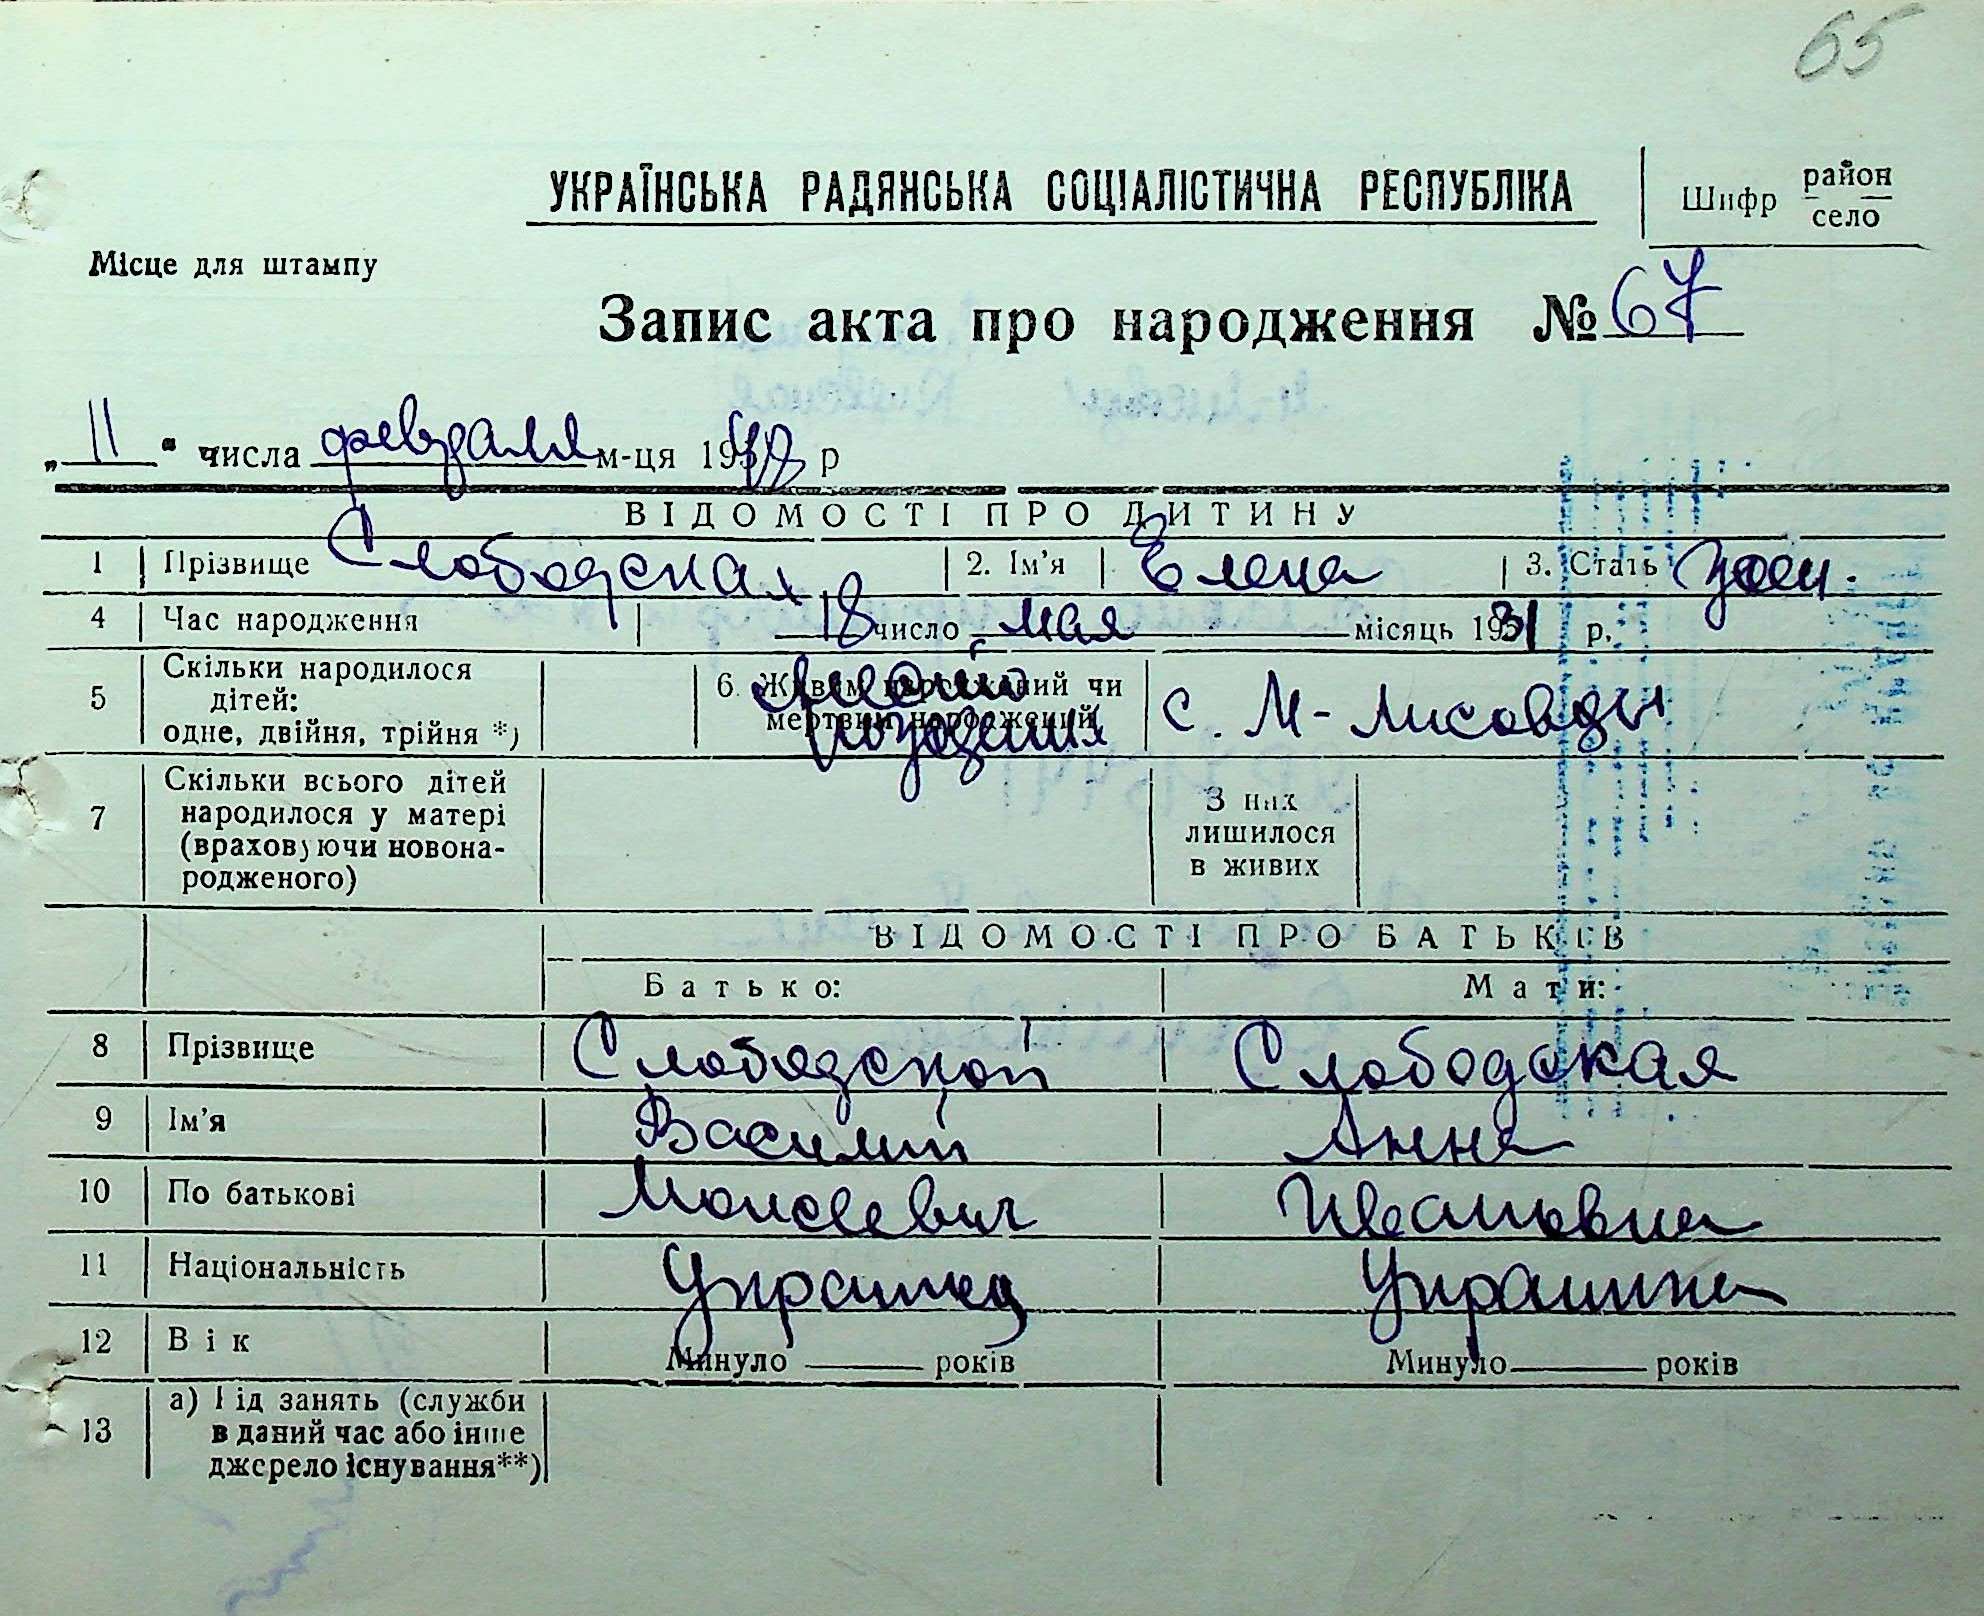 65
УКРАЇНСЬКА РАДЯНСЬКА СОЦІАЛІСТИЧНА РЕСПУБЛІКА
Шифр район
село
Місце для штампу
Запис акта про народження № 67
„ 11 " числа февраля м-ця 1948 р
ВІДОМОСТІ ПРО ДИТИНУ
1 Прізвище Слободская 2. Ім'я Елена 3. Стать жен.
4 Час народження 18 число мая місяць 1931 р.
5 Скільки народилося дітей: одне, двійня, трійня *)
6. Живим народжений чи мертвим народжений
место рождения
с. М-Лисовцы
7 Скільки всього дітей народилося у матері (враховуючи новонародженого)
З них лишилося в живих
ВІДОМОСТІ ПРО БАТЬКІВ
Батько: Мати:
8 Прізвище Слободской Слободская
9 Ім'я Василий Анна
10 По батькові Моисеевич Ивановна
11 Національність Украинец Украинка
12 Вік Минуло років Минуло років
13 а) Рід занять (служби
в даний час або інше
джерело існування**)